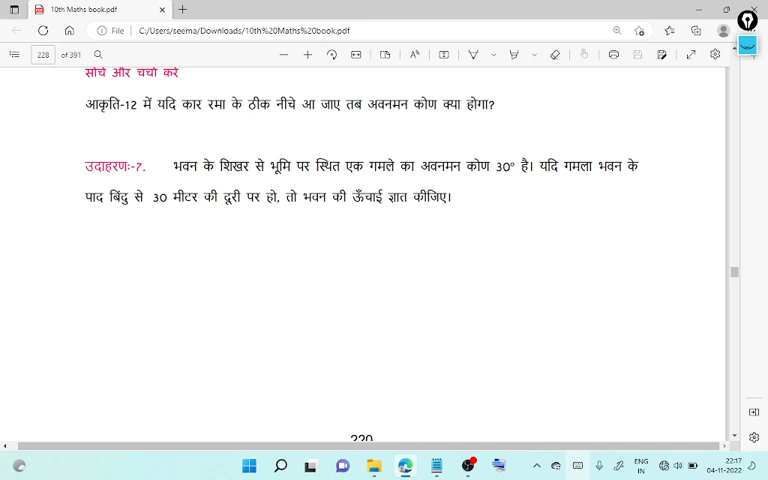 10th Maths book.pdf
File
C:/Users/seema/Downloads/10th%20Maths%20book.pdf
228 of 391
सोचें और चर्चा करें
आकृति-12 में यदि कार रमा के ठीक नीचे आ जाए तब अवनमन कोण क्या होगा?
उदाहरण:-7. भवन के शिखर से भूमि पर स्थित एक गमले का अवनमन कोण 30° है। यदि गमला भवन के
पाद बिंदु से 30 मीटर की दूरी पर हो, तो भवन की ऊँचाई ज्ञात कीजिए।
220
ENG
IN
22:17
04-11-2022